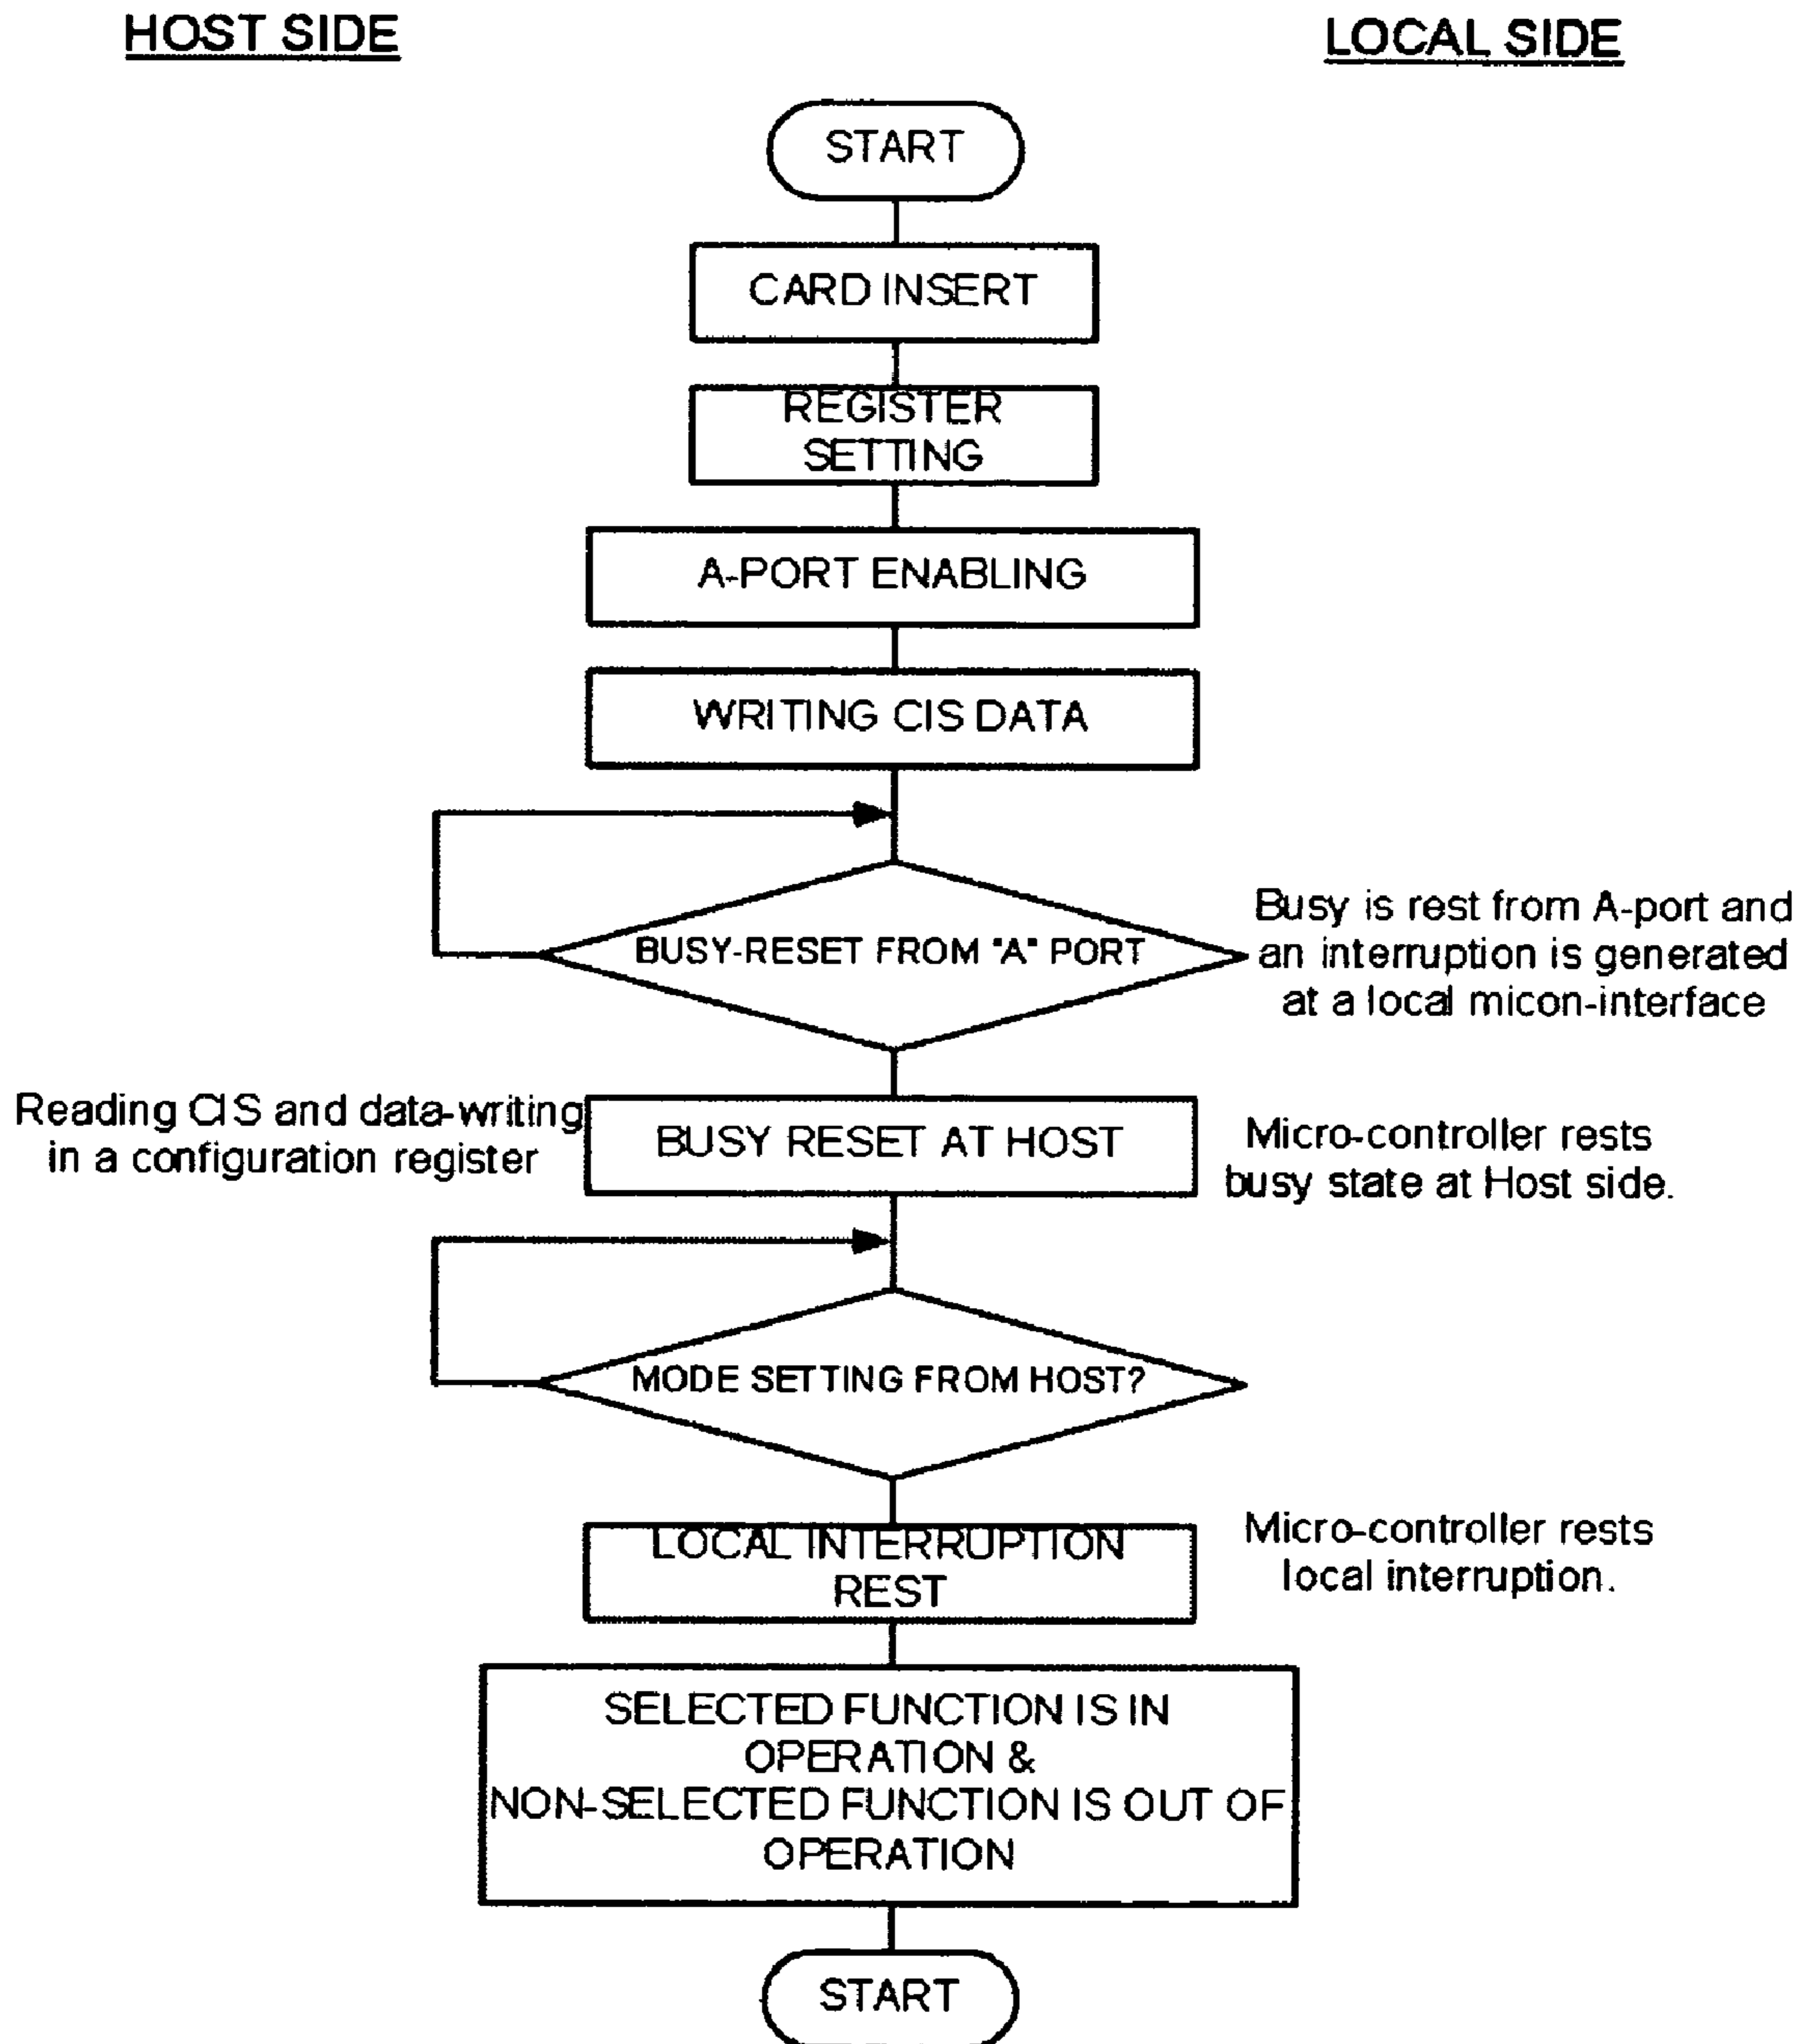 HOST SIDE
LOCAL SIDE
START
CARD INSERT
REGISTER
SETTING
A-PORT ENABLING
WRITING CIS DATA
BUSY-RESET FROM "A" PORT
Busy is rest from A-port and
an interruption is generated
at a local micon-interface
Reading CIS and data-writing
in a configuration register
BUSY RESET AT HOST
Micro-controller rests
busy state at Host side.
MODE SETTING FROM HOST?
LOCAL INTERRUPTION
REST
Micro-controller rests
local interruption.
SELECTED FUNCTION IS IN
OPERATION &
NON-SELECTED FUNCTION IS OUT OF
OPERATION
START